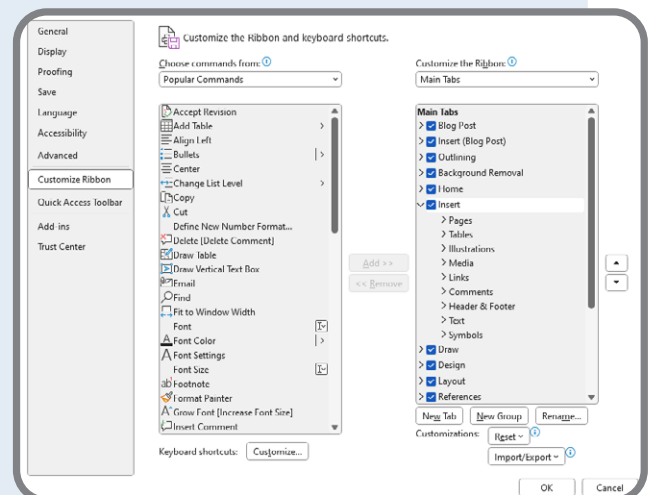 General
Display
Proofing
Save
Language
Accessibility
Advanced
Customize Ribbon
Quick Access Toolbar
Add-ins
Trust Center
Customize the Ribbon and keyboard shortcuts.
Choose commands from:
Popular Commands
Accept Revision
Add Table
Align Left
Bullets
Center
Change List Level
Copy
Cut
Define New Number Format...
Delete [Delete Comment]
Draw Table
Draw Vertical Text Box
Email
Find
Fit to Window Width
Font
Font Color
Font Settings
Font Size
Footnote
Format Painter
Grow Font [Increase Font Size]
Insert Comment
Keyboard shortcuts: Customize...
Add >>
<< Remove
Customize the Ribbon:
Main Tabs
Main Tabs
Blog Post
Insert (Blog Post)
Outlining
Background Removal
Home
Insert
Pages
Tables
Illustrations
Media
Links
Comments
Header & Footer
Text
Symbols
Draw
Design
Layout
References
New Tab New Group Rename...
Customizations: Reset
Import/Export
OK Cancel